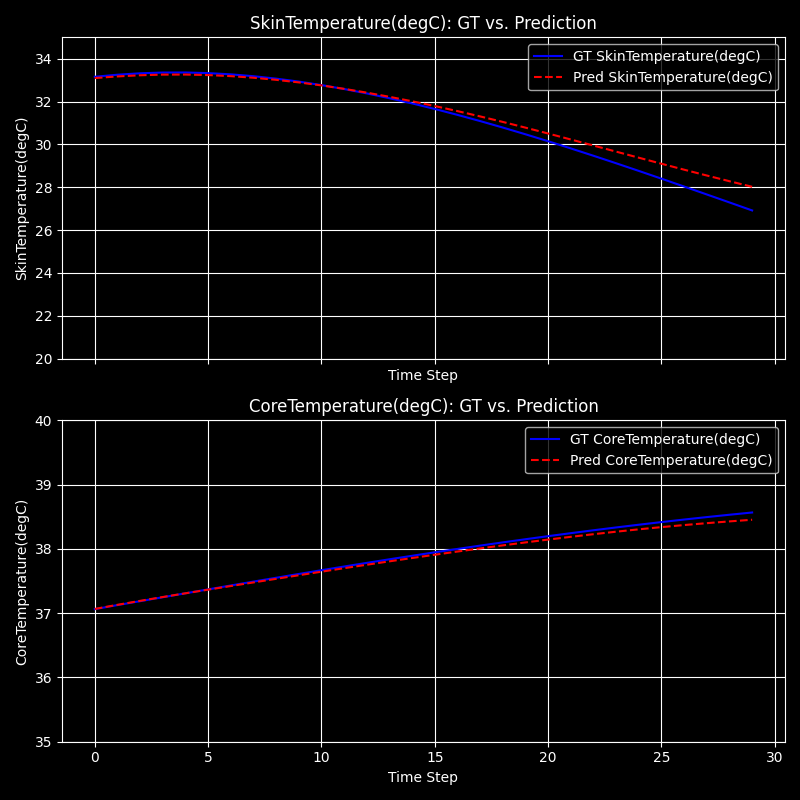 SkinTemperature(degC): GT vs. Prediction
GT SkinTemperature(degC)
Pred SkinTemperature(degC)
SkinTemperature(degC)
34
32
30
28
26
24
22
20
Time Step
CoreTemperature(degC): GT vs. Prediction
GT CoreTemperature(degC)
Pred CoreTemperature(degC)
CoreTemperature(degC)
40
39
38
37
36
35
0 5 10 15 20 25 30
Time Step